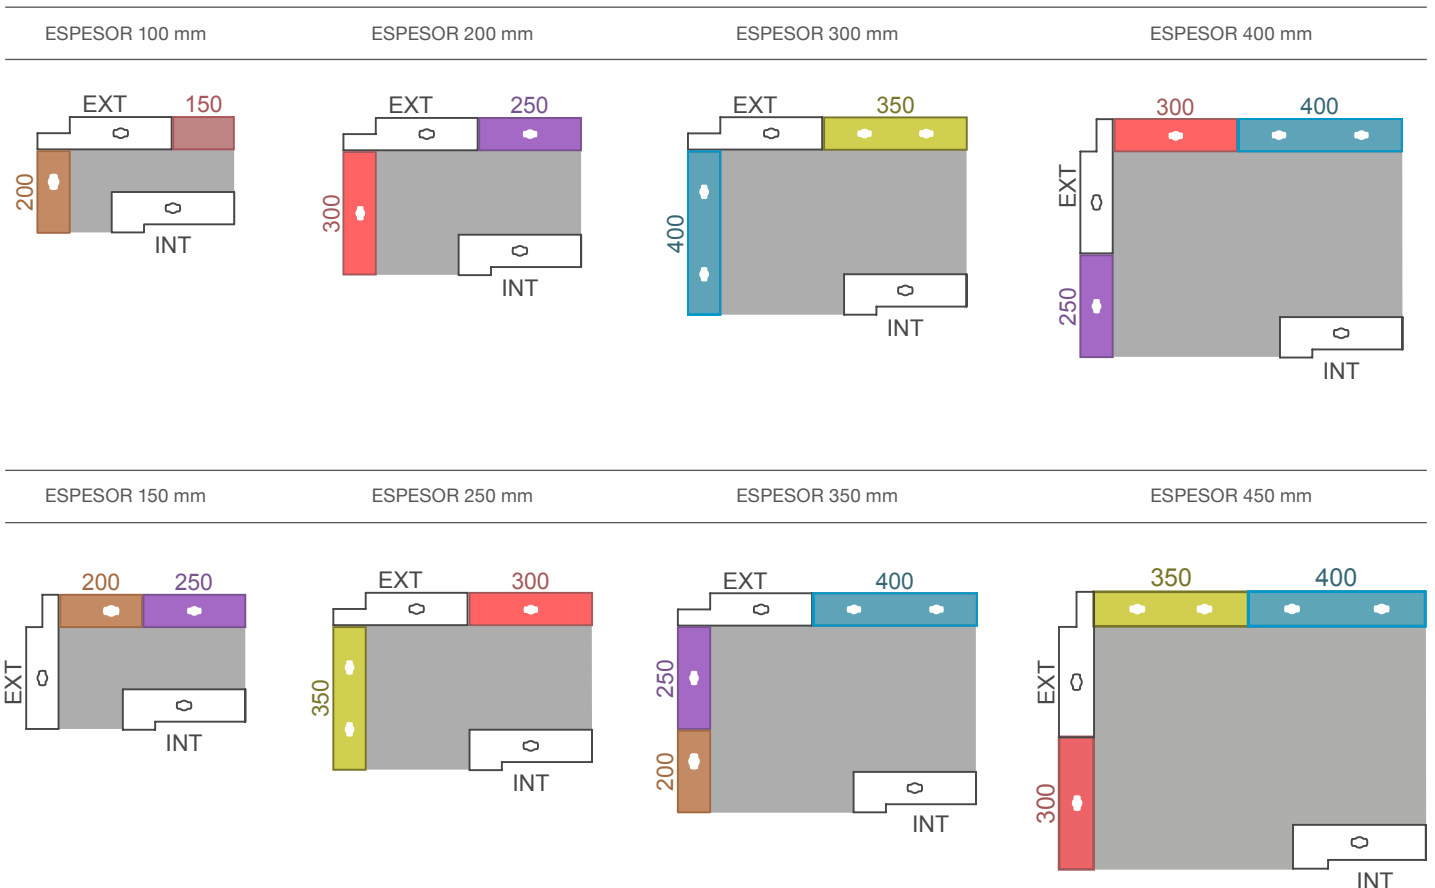 ESPESOR 100 mm
ESPESOR 200 mm
ESPESOR 300 mm
ESPESOR 400 mm
EXT 150
200
INT
EXT 250
300
INT
EXT 350
400
INT
300 400
EXT
250
INT
ESPESOR 150 mm
ESPESOR 250 mm
ESPESOR 350 mm
ESPESOR 450 mm
200 250
EXT
INT
EXT 300
350
INT
EXT 400
250
200
INT
350 400
EXT
300
INT